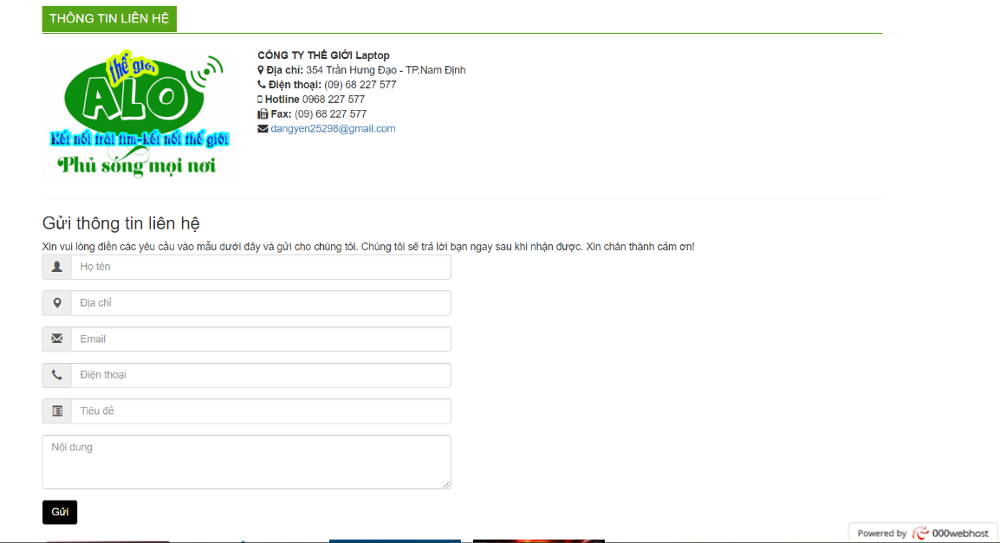 THÔNG TIN LIÊN HỆ
thế giới
ALO
Kết nối trái tim-kết nối thế giới
Phủ sóng mọi nơi
CÔNG TY THẾ GIỚI Laptop
Địa chỉ: 354 Trần Hưng Đạo - TP.Nam Định
Điện thoại: (09) 68 227 577
Hotline 0968 227 577
Fax: (09) 68 227 577
dangyen25298@gmail.com
Gửi thông tin liên hệ
Xin vui lòng điền các yêu cầu vào mẫu dưới đây và gửi cho chúng tôi. Chúng tôi sẽ trả lời bạn ngay sau khi nhận được. Xin chân thành cảm ơn!
Họ tên
Địa chỉ
Email
Điện thoại
Tiêu đề
Nội dung
Gửi
Powered by 000webhost